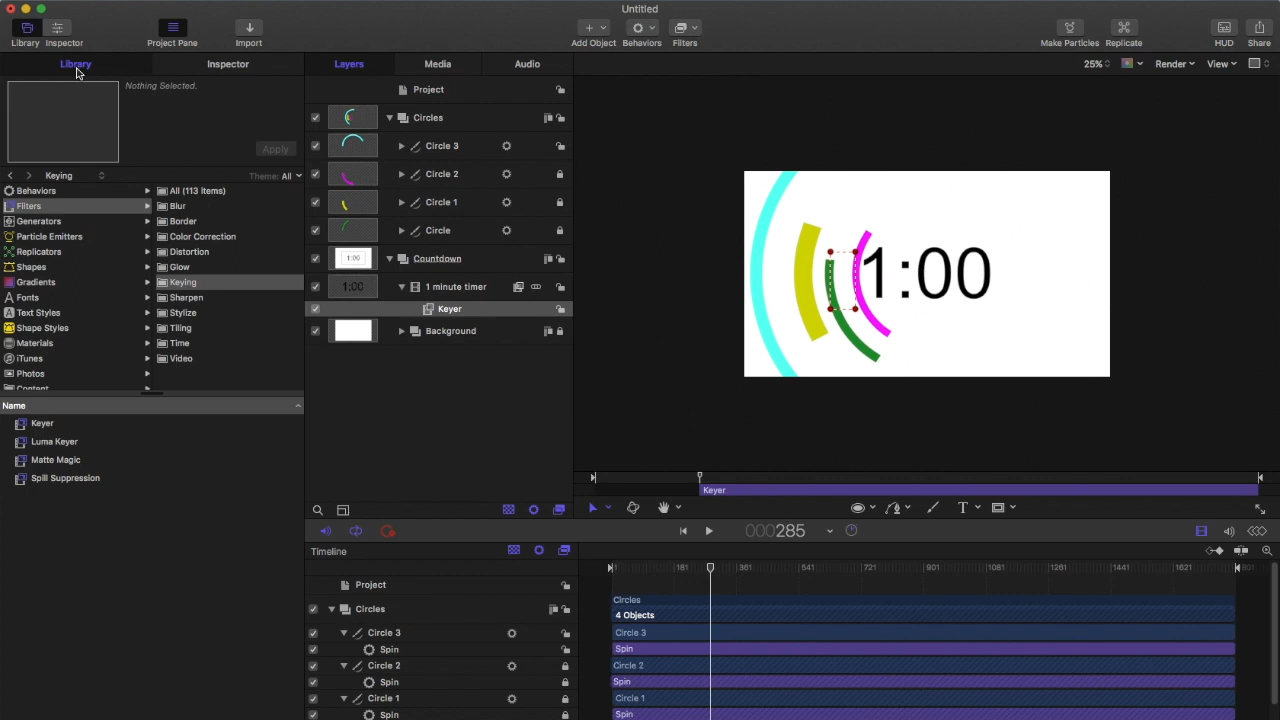 Untitled
Library
Inspector
Project Pane
Import
Add Object
Behaviors
Filters
Make Particles
Replicate
HUD
Share
Library
Inspector
Layers
Media
Audio
25%
Render
View
Nothing Selected.
Apply
Keying
Theme: All
Behaviors
Filters
Generators
Particle Emitters
Replicators
Shapes
Gradients
Fonts
Text Styles
Shape Styles
Materials
iTunes
Photos
Content
All (113 items)
Blur
Border
Color Correction
Distortion
Glow
Keying
Sharpen
Stylize
Tiling
Time
Video
Name
Keyer
Luma Keyer
Matte Magic
Spill Suppression
Project
Circles
Circle 3
Circle 2
Circle 1
Circle
1:00
Countdown
1:00
1 minute timer
Keyer
Background
1:00
Keyer
T
000285
Timeline
1
181
361
541
721
901
1081
1261
1441
1621
801
Project
Circles
Circle 3
Spin
Circle 2
Spin
Circle 1
Spin
Circles
4 Objects
Circle 3
Spin
Circle 2
Spin
Circle 1
Spin